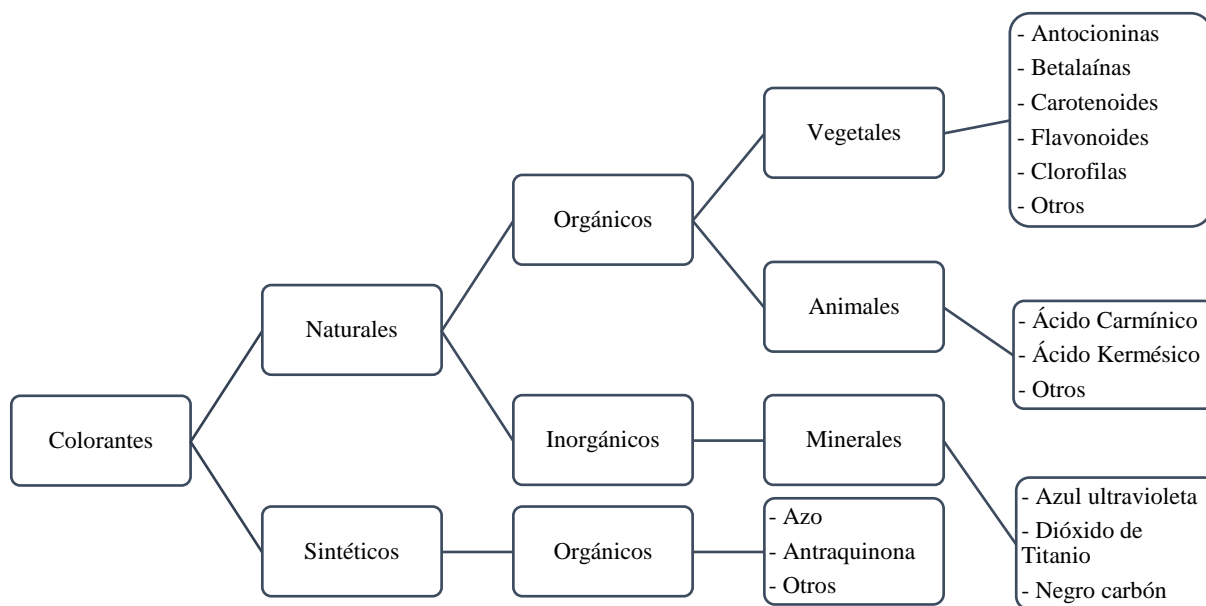 Colorantes
Naturales
Sintéticos
Orgánicos
Inorgánicos
Orgánicos
Vegetales
Animales
Minerales
- Azo
- Antraquinona
- Otros
- Antocioninas
- Betalaínas
- Carotenoides
- Flavonoides
- Clorofilas
- Otros
- Ácido Carmínico
- Ácido Kermésico
- Otros
- Azul ultravioleta
- Dióxido de
Titanio
- Negro carbón